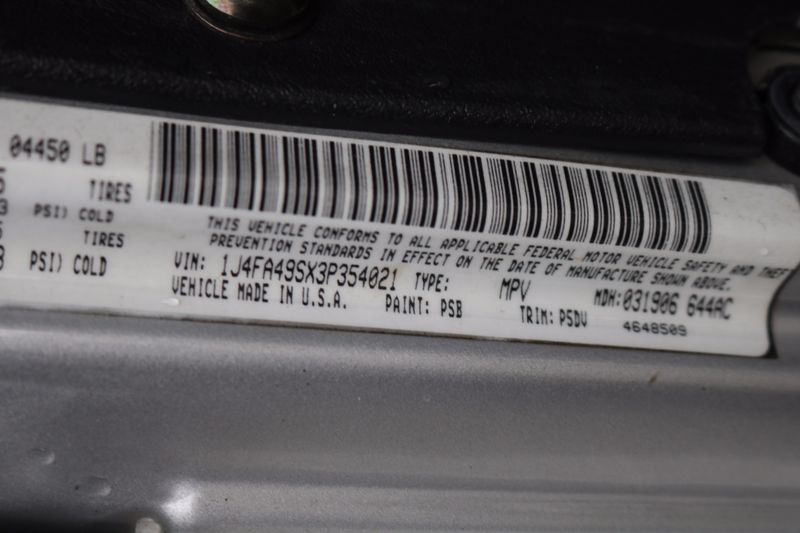 04450 LB
TIRES
PSI) COLD
TIRES
PSI) COLD
THIS VEHICLE CONFORMS TO ALL APPLICABLE FEDERAL MOTOR VEHICLE SAFETY AND THEFT
PREVENTION STANDARDS IN EFFECT ON THE DATE OF MANUFACTURE SHOWN ABOVE.
VIN: 1J4FA49SX3P354021 TYPE: MPV MDH: 031906 644AC
VEHICLE MADE IN U.S.A. PAINT: PSB TRIM: P5DV 4648509